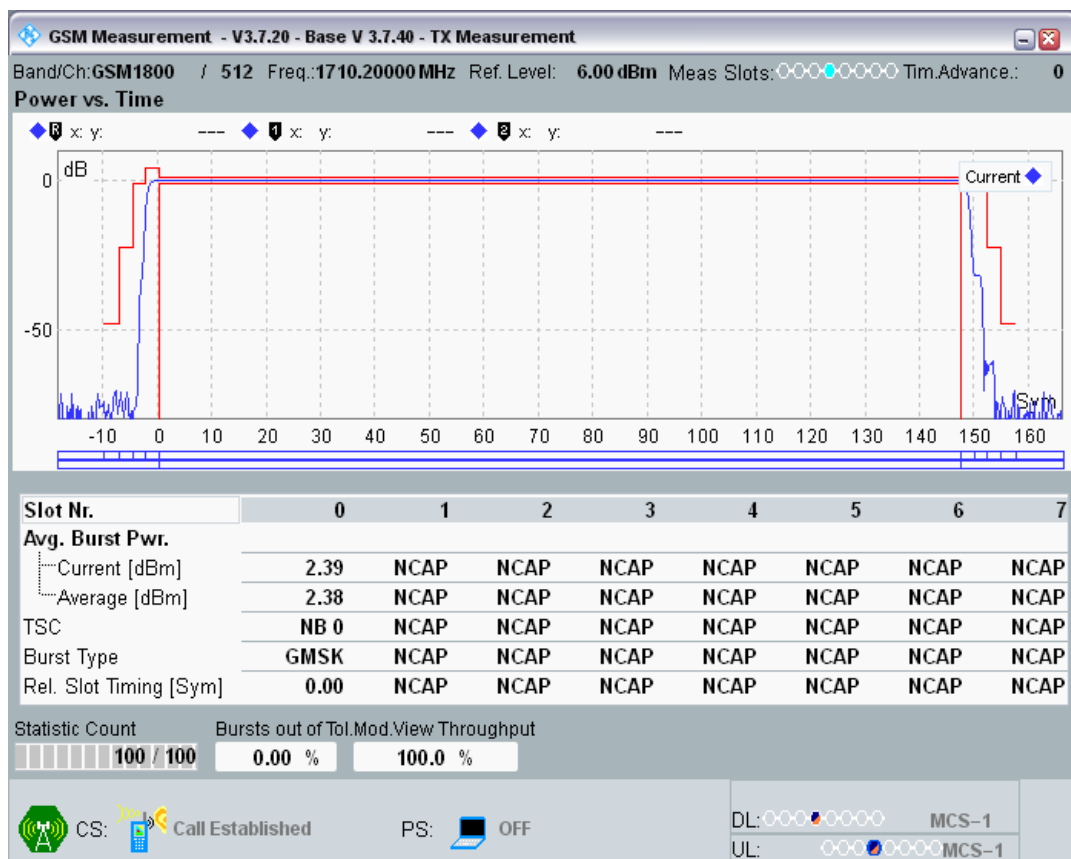 GSM Measurement - V3.7.20 - Base V 3.7.40 - TX Measurement
Band/Ch:GSM1800 / 512 Freq.:1710.20000 MHz Ref. Level: 6.00 dBm Meas Slots: Tim.Advance.: 0
Power vs. Time
R x: y: --- 1 x: y: --- 2 x: y: ---
dB
Current
0
-50
Sym
-10 0 10 20 30 40 50 60 70 80 90 100 110 120 130 140 150 160
Slot Nr. 0 1 2 3 4 5 6 7
Avg. Burst Pwr.
Current [dBm] 2.39 NCAP NCAP NCAP NCAP NCAP NCAP NCAP
Average [dBm] 2.38 NCAP NCAP NCAP NCAP NCAP NCAP NCAP
TSC NB 0 NCAP NCAP NCAP NCAP NCAP NCAP NCAP
Burst Type GMSK NCAP NCAP NCAP NCAP NCAP NCAP NCAP
Rel. Slot Timing [Sym] 0.00 NCAP NCAP NCAP NCAP NCAP NCAP NCAP
Statistic Count Bursts out of Tol.Mod.View Throughput
100 / 100 0.00 % 100.0 %
CS: Call Established PS: OFF
DL: MCS-1
UL: MCS-1